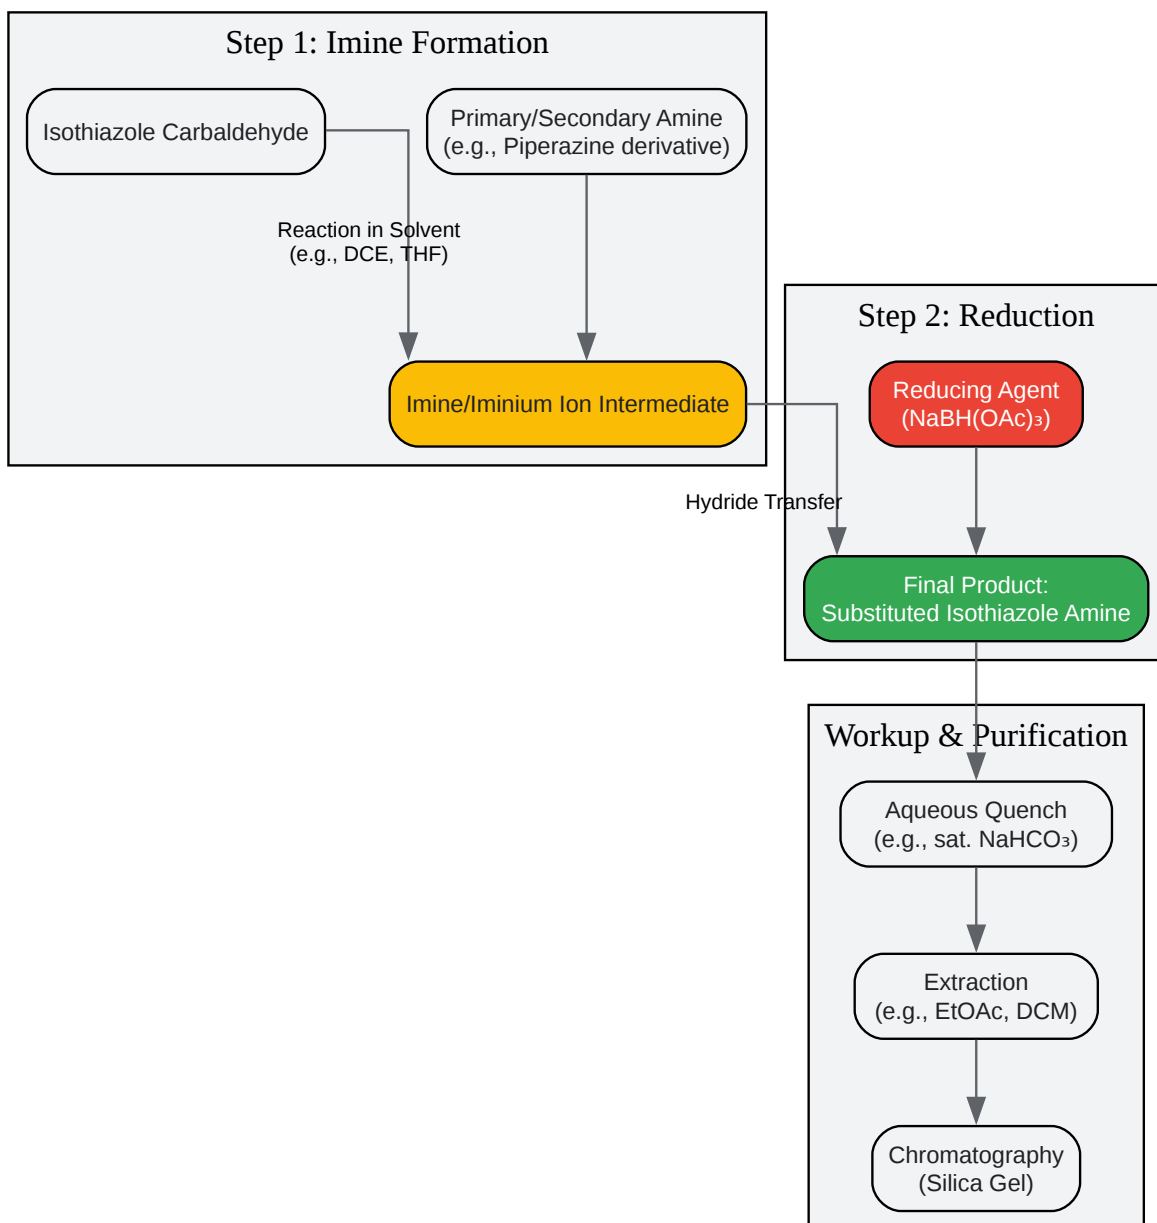 Step 1: Imine Formation
Isothiazole Carbaldehyde
Primary/Secondary Amine
(e.g., Piperazine derivative)
Reaction in Solvent
(e.g., DCE, THF)
Imine/Iminium Ion Intermediate
Step 2: Reduction
Reducing Agent
(NaBH(OAc)₃)
Hydride Transfer
Final Product:
Substituted Isothiazole Amine
Workup & Purification
Aqueous Quench
(e.g., sat. NaHCO₃)
Extraction
(e.g., EtOAc, DCM)
Chromatography
(Silica Gel)